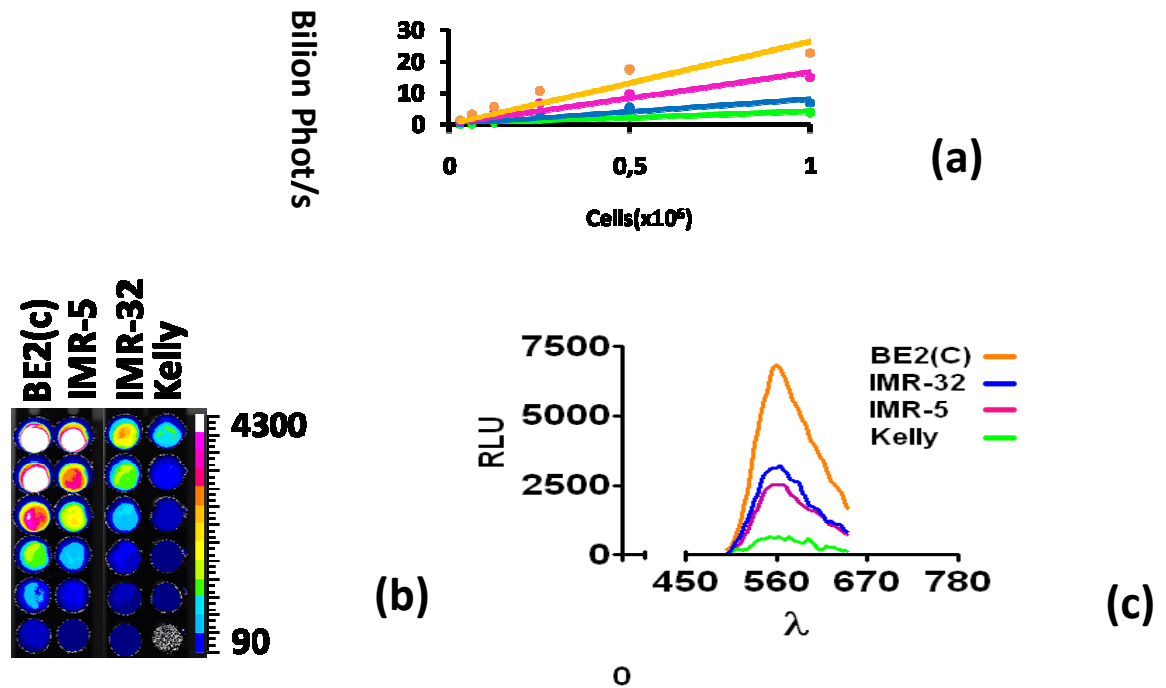 Bilion Phot/s
30
20
10
0
0 0,5 1
Cells(x10⁶)
(a)
BE2(c) IMR-5 IMR-32 Kelly
4300
90
(b)
7500
5000
2500
0
RLU
BE2(C)
IMR-32
IMR-5
Kelly
450 560 670 780
λ
(c)
0